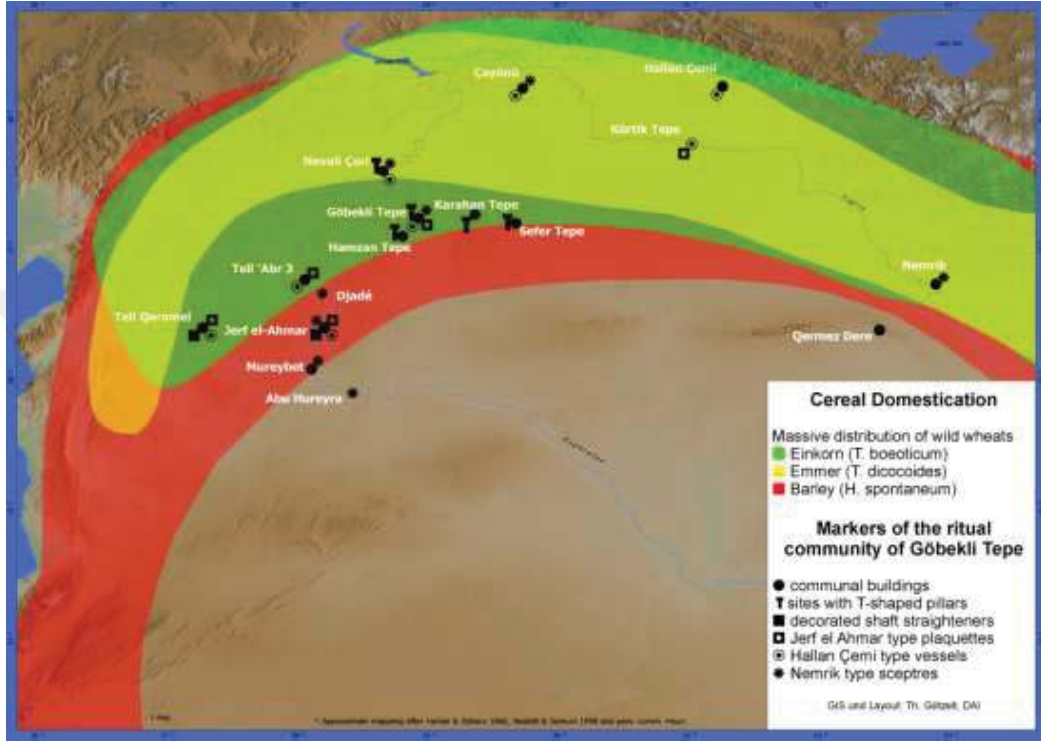 Çayönü
Hallan Çemi
Körtik Tepe
Nevali Çori
Göbekli Tepe
Karahan Tepe
Sefer Tepe
Hamzan Tepe
Tell 'Abr 3
Djadé
Nemrik
Tell Qaramel
Jerf el-Ahmar
Qermez Dere
Mureybet
Abu Hureyra
Euphrates
Tigris
Cereal Domestication
Massive distribution of wild wheats
Einkorn (T. boeoticum)
Emmer (T. dicocoides)
Barley (H. spontaneum)
Markers of the ritual
community of Göbekli Tepe
communal buildings
sites with T-shaped pillars
decorated shaft straighteners
Jerf el Ahmar type plaquettes
Hallan Çemi type vessels
Nemrik type sceptres
GIS und Layout: Th. Götzelt, DAI